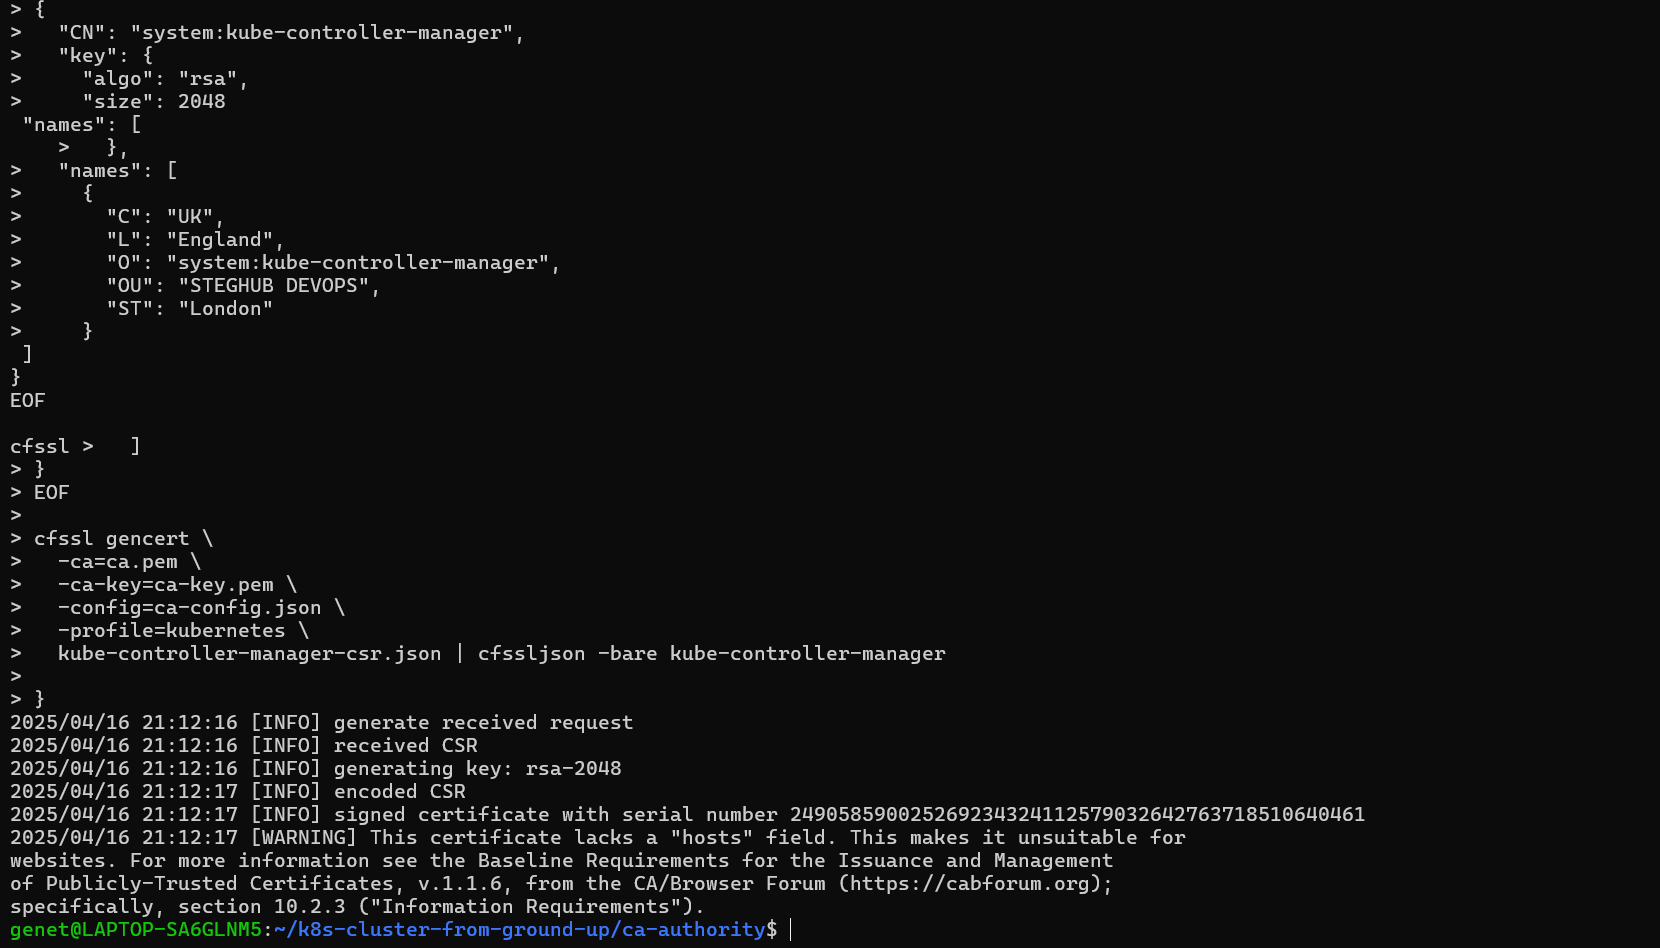 > {
>   "CN": "system:kube-controller-manager",
>   "key": {
>     "algo": "rsa",
>     "size": 2048
 "names": [
    >   },
>   "names": [
>     {
>       "C": "UK",
>       "L": "England",
>       "O": "system:kube-controller-manager",
>       "OU": "STEGHUB DEVOPS",
>       "ST": "London"
>     }
 ]
}
EOF

cfssl >   ]
> }
> EOF
>
> cfssl gencert \
>   -ca=ca.pem \
>   -ca-key=ca-key.pem \
>   -config=ca-config.json \
>   -profile=kubernetes \
>   kube-controller-manager-csr.json | cfssljson -bare kube-controller-manager
>
> }
2025/04/16 21:12:16 [INFO] generate received request
2025/04/16 21:12:16 [INFO] received CSR
2025/04/16 21:12:16 [INFO] generating key: rsa-2048
2025/04/16 21:12:17 [INFO] encoded CSR
2025/04/16 21:12:17 [INFO] signed certificate with serial number 249058590025269234324112579032642763718510640461
2025/04/16 21:12:17 [WARNING] This certificate lacks a "hosts" field. This makes it unsuitable for
websites. For more information see the Baseline Requirements for the Issuance and Management
of Publicly-Trusted Certificates, v.1.1.6, from the CA/Browser Forum (https://cabforum.org);
specifically, section 10.2.3 ("Information Requirements").
genet@LAPTOP-SA6GLNM5:~/k8s-cluster-from-ground-up/ca-authority$